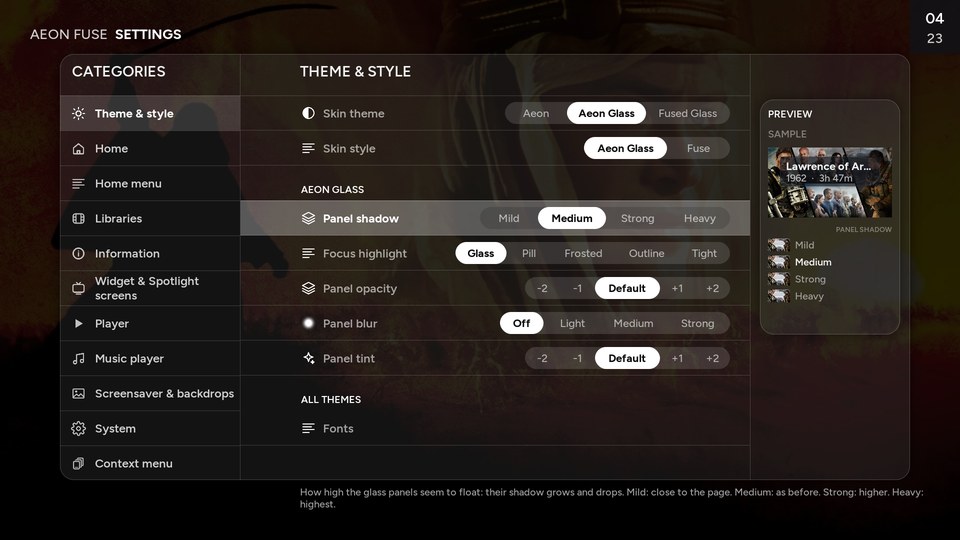 AEON FUSE SETTINGS
04
23
CATEGORIES
Theme & style
Home
Home menu
Libraries
Information
Widget & Spotlight
screens
Player
Music player
Screensaver & backdrops
System
Context menu
THEME & STYLE
Skin theme
Aeon Aeon Glass Fused Glass
Skin style
Aeon Glass Fuse
AEON GLASS
Panel shadow
Mild Medium Strong Heavy
Focus highlight
Glass Pill Frosted Outline Tight
Panel opacity
-2 -1 Default +1 +2
Panel blur
Off Light Medium Strong
Panel tint
-2 -1 Default +1 +2
ALL THEMES
Fonts
PREVIEW
SAMPLE
Lawrence of Ar...
1962 · 3h 47m
PANEL SHADOW
Mild
Medium
Strong
Heavy
How high the glass panels seem to float: their shadow grows and drops. Mild: close to the page. Medium: as before. Strong: higher. Heavy:
highest.